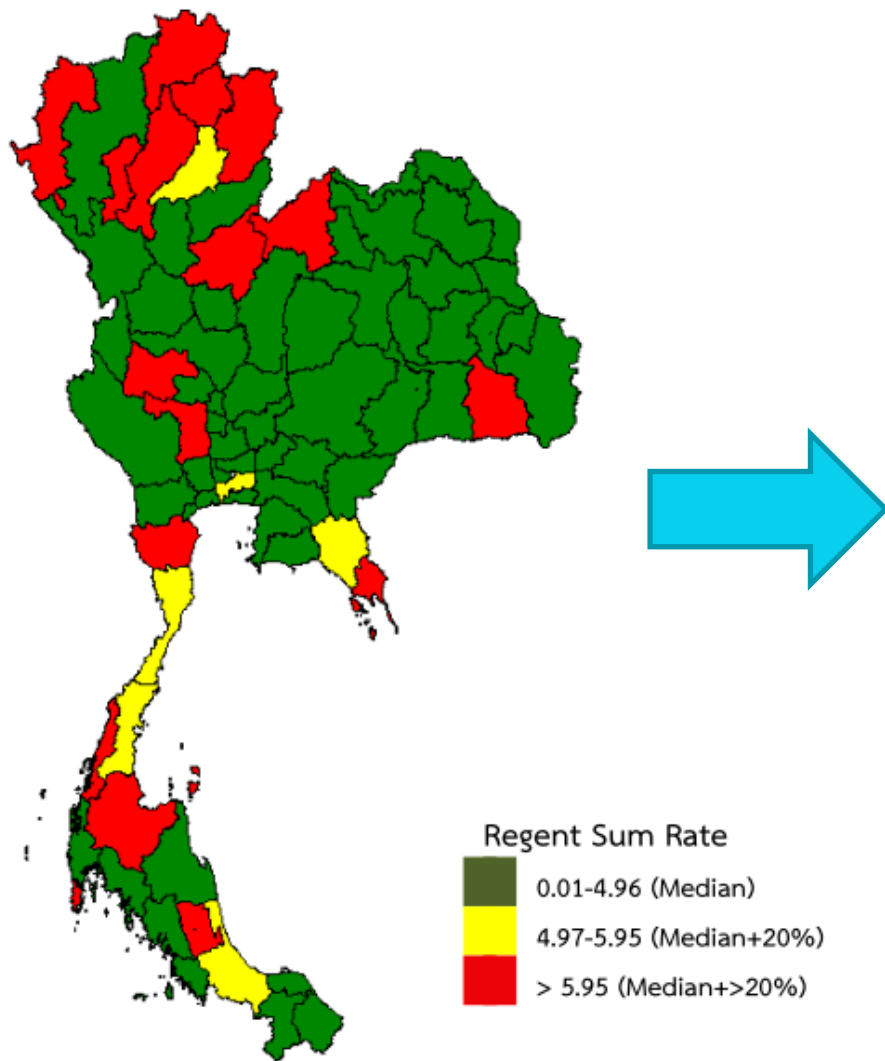 Regent Sum Rate
0.01-4.96 (Median)
4.97-5.95 (Median+20%)
> 5.95 (Median+>20%)